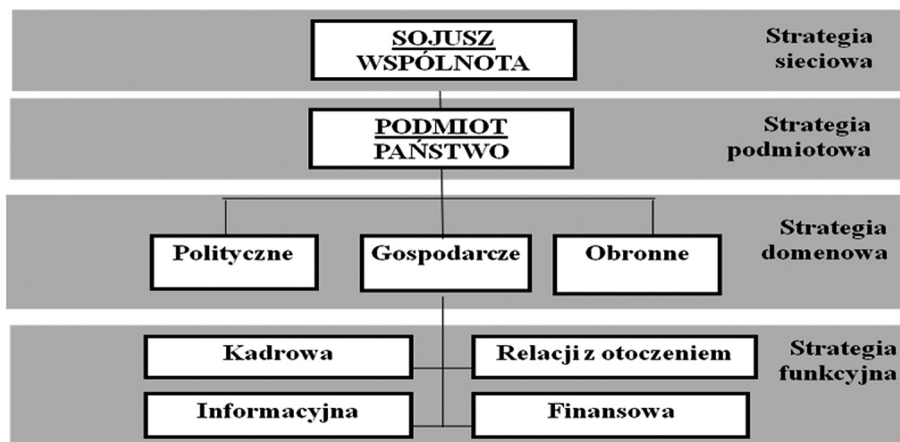 SOJUSZ
WSPÓLNOTA
Strategia
sieciowa
PODMIOT
PAŃSTWO
Strategia
podmiotowa
Polityczne
Gospodarcze
Obronne
Strategia
domenowa
Kadrowa
Relacji z otoczeniem
Strategia
funkcyjna
Informacyjna
Finansowa